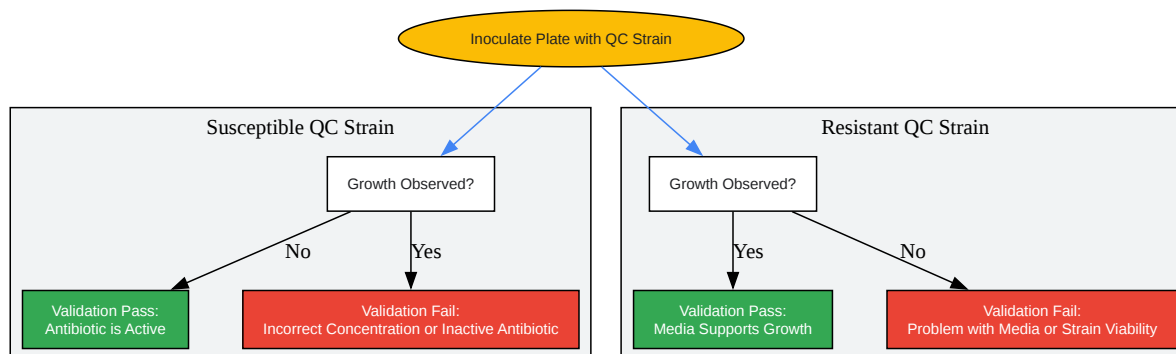 Inoculate Plate with QC Strain
Susceptible QC Strain
Growth Observed?
No
Yes
Validation Pass:
Antibiotic is Active
Validation Fail:
Incorrect Concentration or Inactive Antibiotic
Resistant QC Strain
Growth Observed?
Yes
No
Validation Pass:
Media Supports Growth
Validation Fail:
Problem with Media or Strain Viability